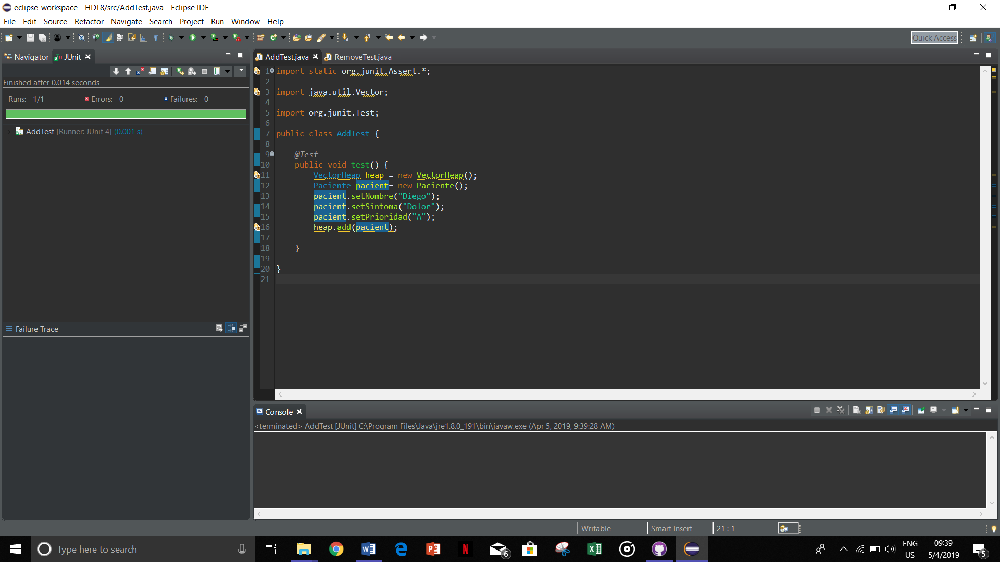 eclipse-workspace - HDT8/src/AddTest.java - Eclipse IDE
File Edit Source Refactor Navigate Search Project Run Window Help
Quick Access
Navigator JUnit
Finished after 0.014 seconds
Runs: 1/1 Errors: 0 Failures: 0
AddTest [Runner: JUnit 4] (0.001 s)
Failure Trace
AddTest.java RemoveTest.java
1 import static org.junit.Assert.*;
2
3 import java.util.Vector;
4
5 import org.junit.Test;
6
7 public class AddTest {
8
9 @Test
10 public void test() {
11 VectorHeap heap = new VectorHeap();
12 Paciente pacient= new Paciente();
13 pacient.setNombre("Diego");
14 pacient.setSintoma("Dolor");
15 pacient.setPrioridad("A");
16 heap.add(pacient);
17
18 }
19
20 }
21
Console
<terminated> AddTest [JUnit] C:\Program Files\Java\jre1.8.0_191\bin\javaw.exe (Apr 5, 2019, 9:39:28 AM)
Writable Smart Insert 21 : 1
Type here to search
6
ENG
US
09:39
5/4/2019
5